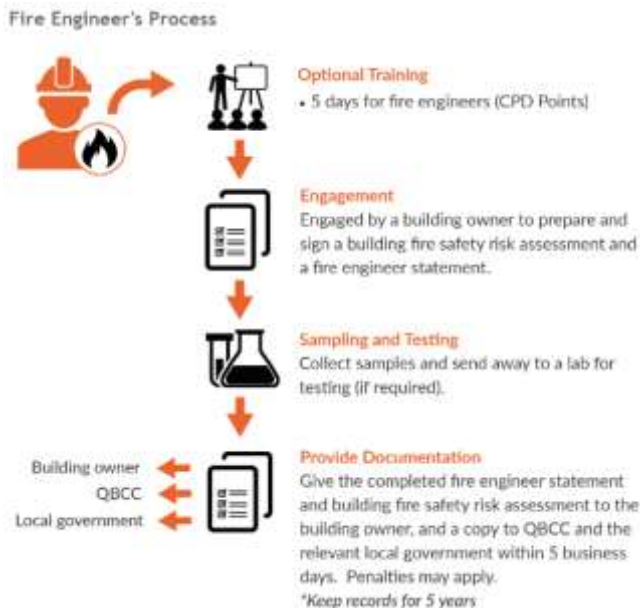 Fire Engineer's Process
Optional Training
• 5 days for fire engineers (CPD Points)
Engagement
Engaged by a building owner to prepare and
sign a building fire safety risk assessment and
a fire engineer statement.
Sampling and Testing
Collect samples and send away to a lab for
testing (if required).
Provide Documentation
Give the completed fire engineer statement
and building fire safety risk assessment to the
building owner, and a copy to QBCC and the
relevant local government within 5 business
days. Penalties may apply.
*Keep records for 5 years
Building owner
QBCC
Local government